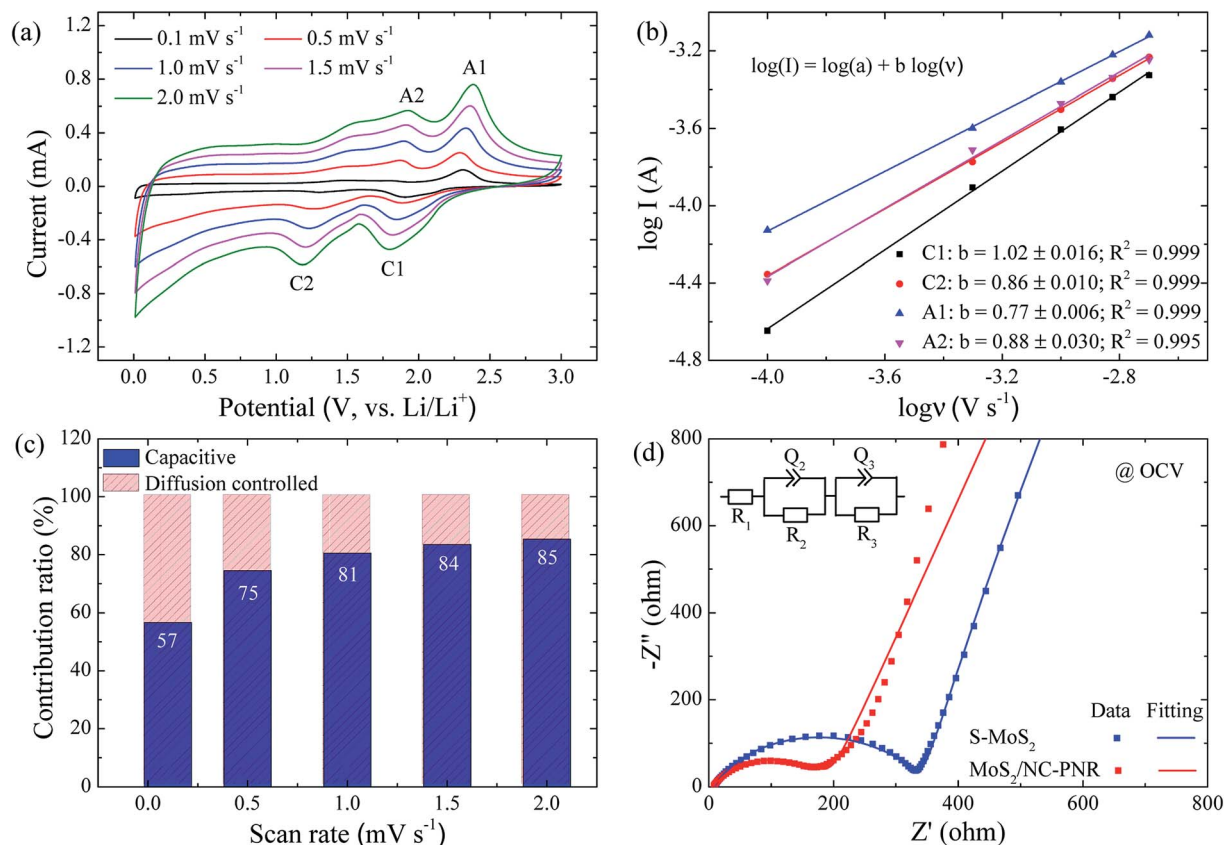 (a)
0.1 mV s⁻¹ 0.5 mV s⁻¹
1.0 mV s⁻¹ 1.5 mV s⁻¹
2.0 mV s⁻¹
A1
A2
C2
C1
1.2
0.8
0.4
0.0
-0.4
-0.8
-1.2
Current (mA)
0.0 0.5 1.0 1.5 2.0 2.5 3.0
Potential (V, vs. Li/Li⁺)
(b)
log(I) = log(a) + b log(ν)
C1: b = 1.02 ± 0.016; R² = 0.999
C2: b = 0.86 ± 0.010; R² = 0.999
A1: b = 0.77 ± 0.006; R² = 0.999
A2: b = 0.88 ± 0.030; R² = 0.995
-3.2
-3.6
-4.0
-4.4
-4.8
log I (A)
-4.0 -3.6 -3.2 -2.8
logν (V s⁻¹)
(c)
Capacitive
Diffusion controlled
57 75 81 84 85
120
100
80
60
40
20
0
Contribution ratio (%)
0.0 0.5 1.0 1.5 2.0
Scan rate (mV s⁻¹)
(d)
@ OCV
Q₂ Q₃
R₁ R₂ R₃
Data Fitting
S-MoS₂
MoS₂/NC-PNR
800
600
400
200
0
-Z" (ohm)
0 200 400 600 800
Z' (ohm)